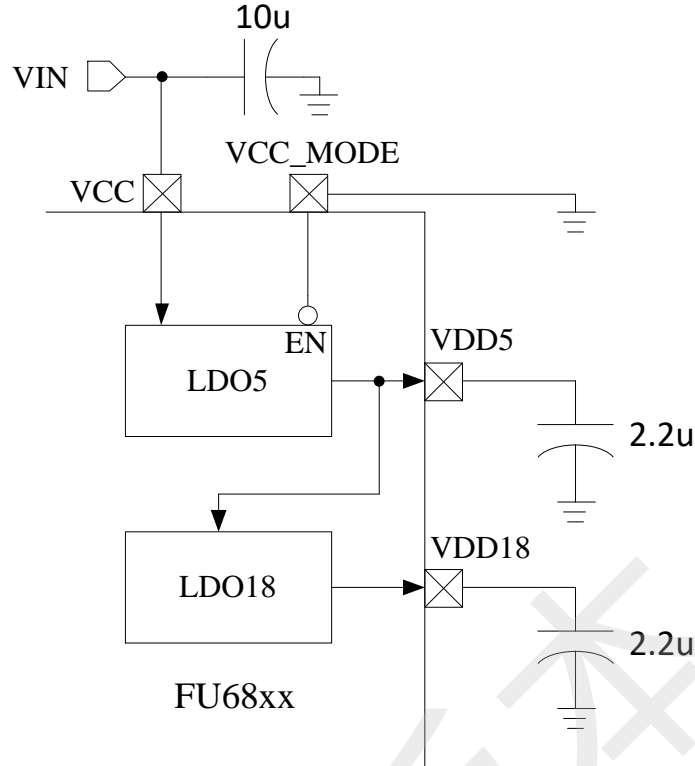 10u
VIN
VCC_MODE
VCC
EN
VDD5
LDO5
2.2u
VDD18
LDO18
2.2u
FU68xx